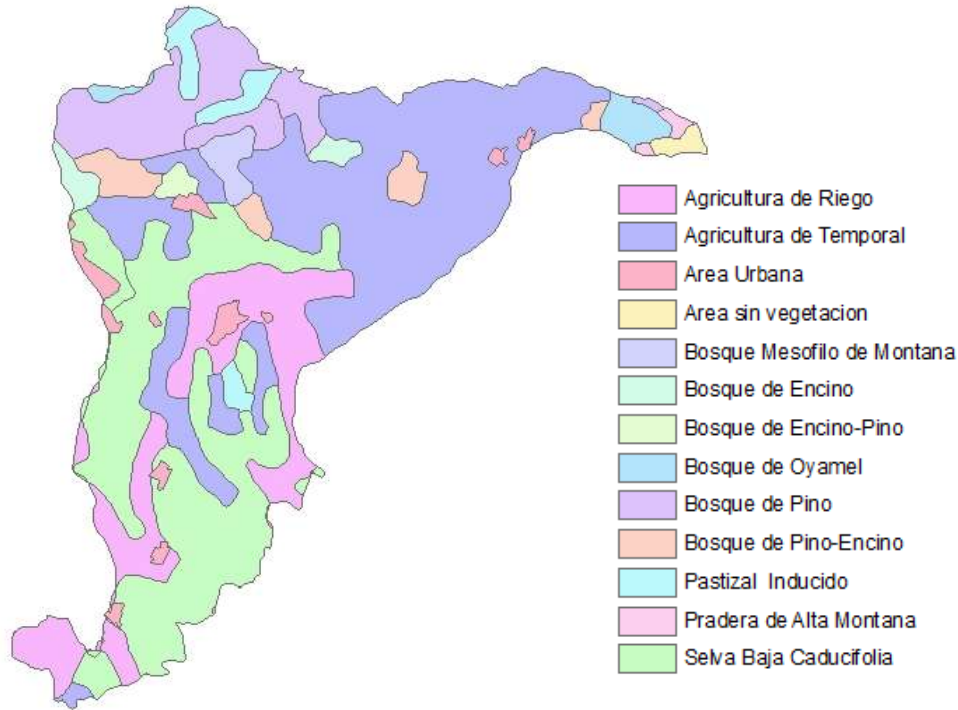 Agricultura de Riego
Agricultura de Temporal
Area Urbana
Area sin vegetacion
Bosque Mesofilo de Montana
Bosque de Encino
Bosque de Encino-Pino
Bosque de Oyamel
Bosque de Pino
Bosque de Pino-Encino
Pastizal Inducido
Pradera de Alta Montana
Selva Baja Caducifolia